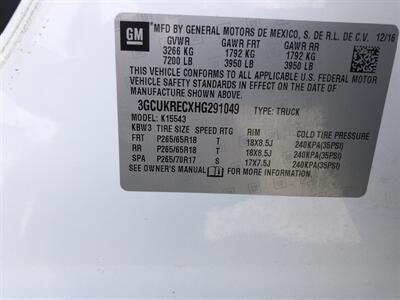 GM MFD BY GENERAL MOTORS DE MEXICO, S. DE R.L. DE C.V. 12/16
GVWR GAWR FRT GAWR RR
3266 KG 1792 KG 1792 KG
7200 LB 3950 LB 3950 LB
THIS VEHICLE CONFORMS TO ALL APPLICABLE U.S. FEDERAL MOTOR
VEHICLE SAFETY STANDARDS IN EFFECT ON THE DATE OF
MANUFACTURE SHOWN ABOVE.
3GCUKRECXHG291049 TYPE: TRUCK
MODEL: K15543
KBW3 TIRE SIZE SPEED RTG RIM COLD TIRE PRESSURE
FRT P265/65R18 T 18X8.5J 240KPA(35PSI)
RR P265/65R18 T 18X8.5J 240KPA(35PSI)
SPA P265/70R17 S 17X7.5J 240KPA(35PSI)
SEE OWNER'S MANUAL FOR MORE INFORMATION